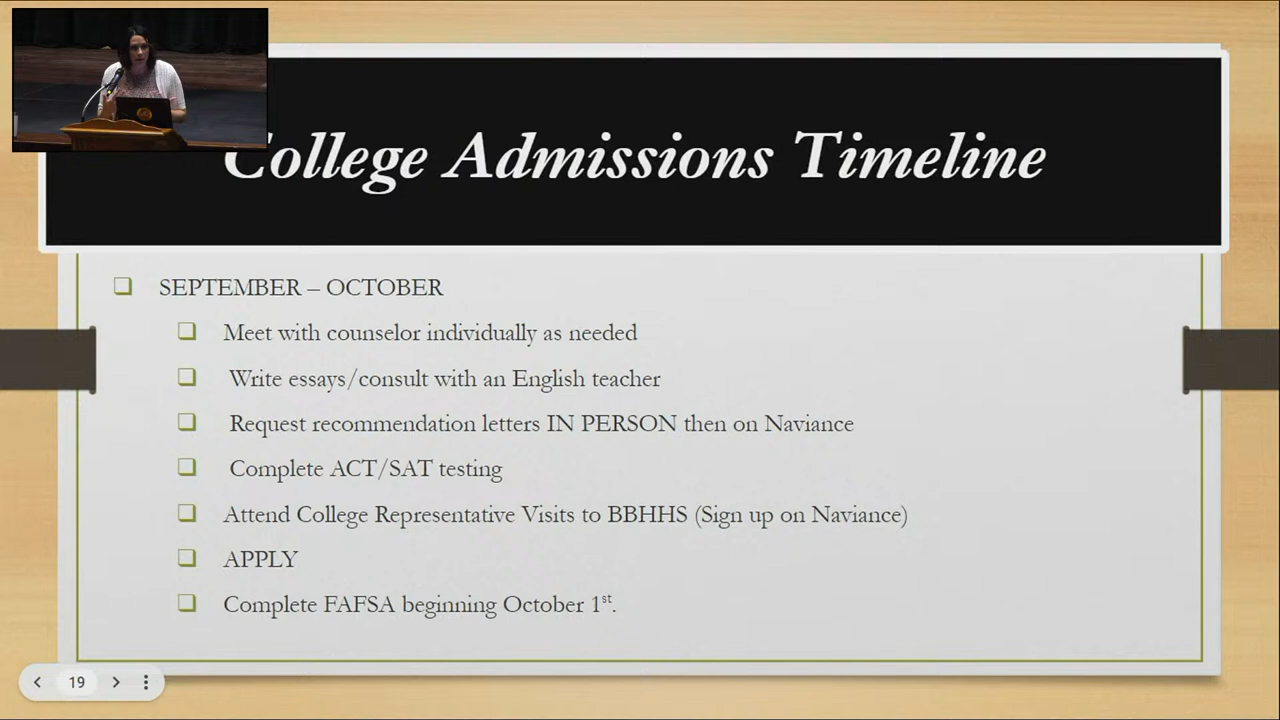 College Admissions Timeline
SEPTEMBER – OCTOBER
Meet with counselor individually as needed
Write essays/consult with an English teacher
Request recommendation letters IN PERSON then on Naviance
Complete ACT/SAT testing
Attend College Representative Visits to BBHHS (Sign up on Naviance)
APPLY
Complete FAFSA beginning October 1st.
19